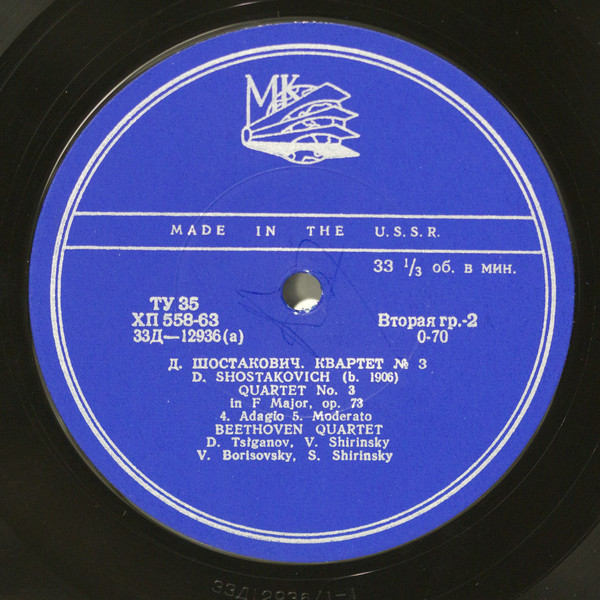 МК
MADE IN THE U.S.S.R.
33 1/3 об. в мин.
ТУ 35
ХП 558-63
33Д—12936(а)
Вторая гр.-2
0-70
Д. ШОСТАКОВИЧ. КВАРТЕТ № 3
D. SHOSTAKOVICH (b. 1906)
QUARTET No. 3
in F Major, op. 73
4. Adagio 5. Moderato
BEETHOVEN QUARTET
D. Tsiganov, V. Shirinsky
V. Borisovsky, S. Shirinsky